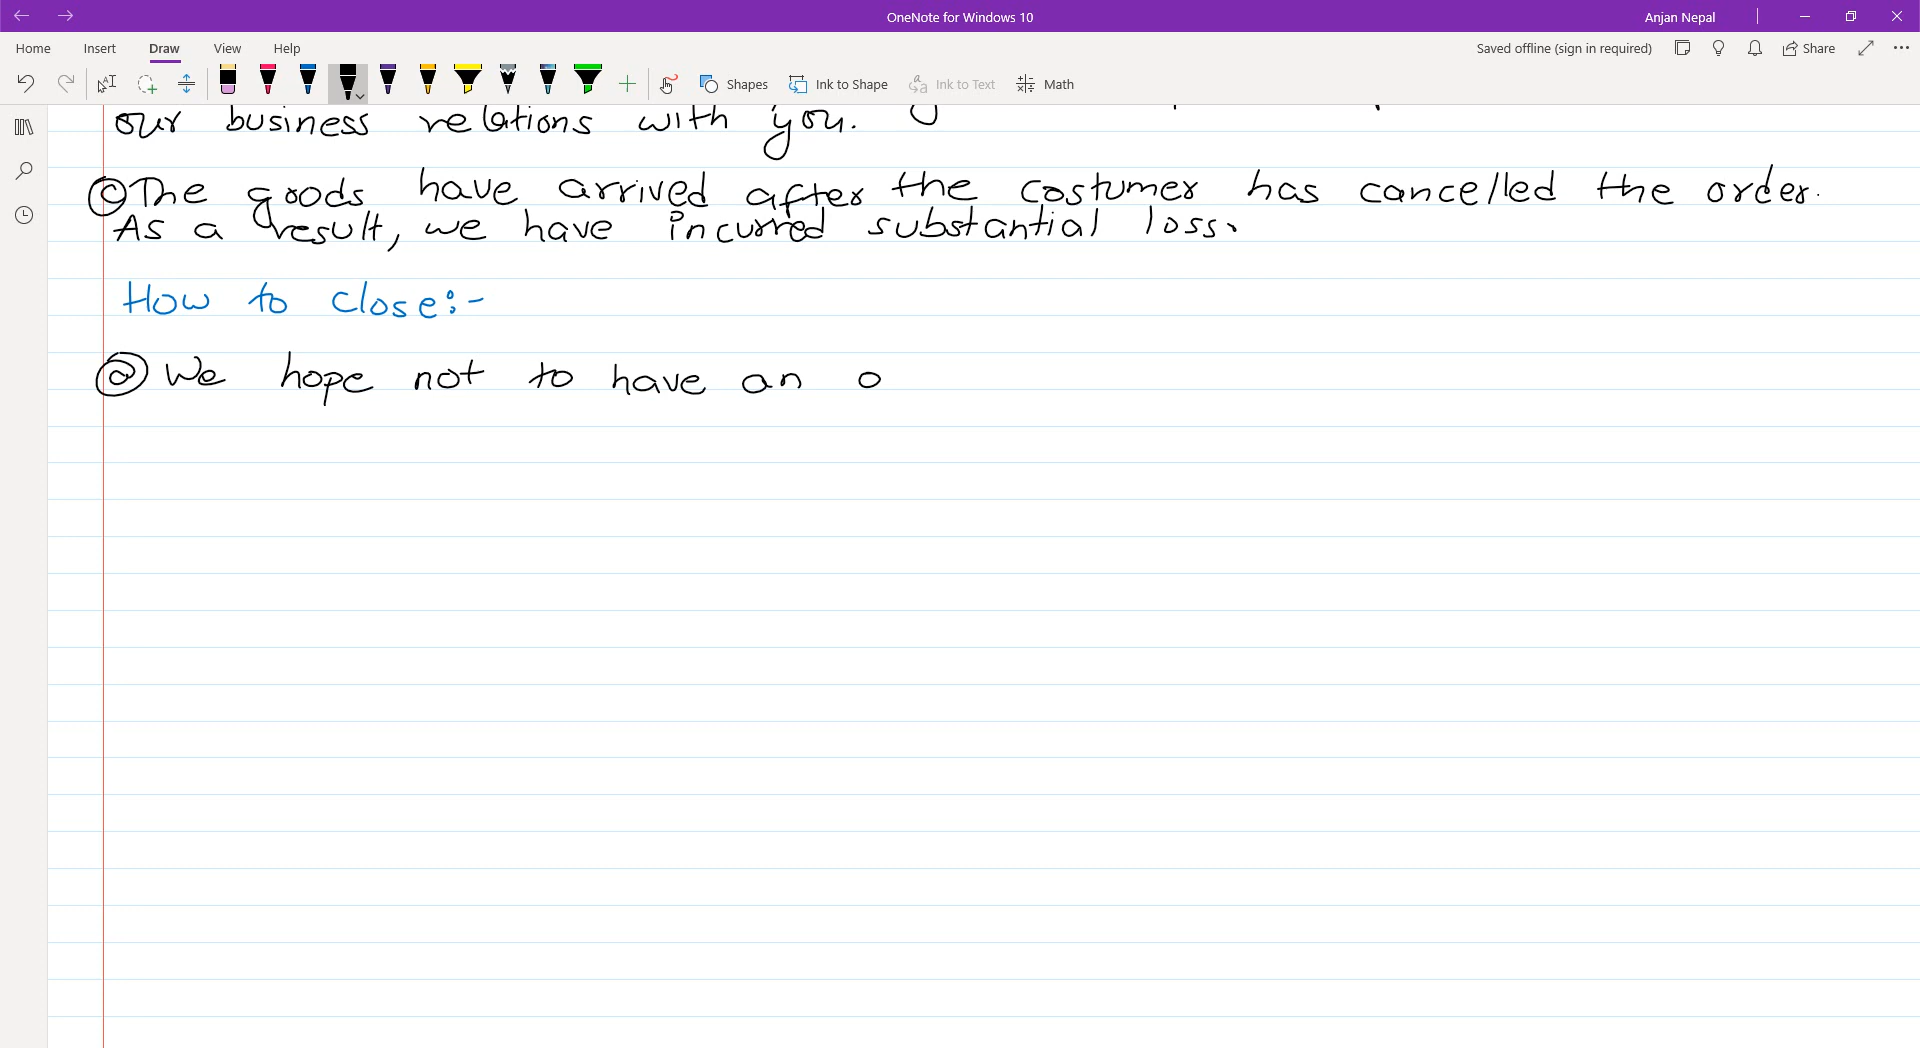 OneNote for Windows 10
Anjan Nepal
Home Insert Draw View Help
Saved offline (sign in required) Share
Shapes Ink to Shape Ink to Text Math
our business relations with you.
ⓒ The goods have arrived after the costumer has cancelled the order.
As a result, we have incurred substantial loss.
How to close:-
ⓐ We hope not to have an o